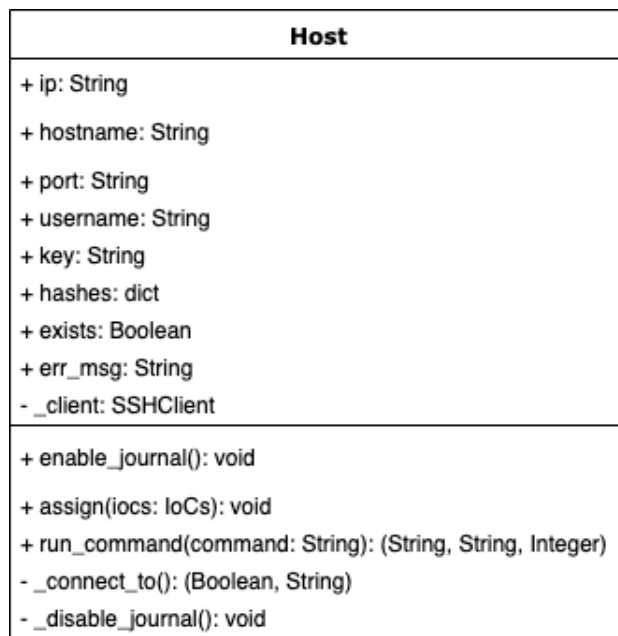 Host
+ ip: String
+ hostname: String
+ port: String
+ username: String
+ key: String
+ hashes: dict
+ exists: Boolean
+ err_msg: String
- _client: SSHClient
+ enable_journal(): void
+ assign(iocs: IoCs): void
+ run_command(command: String): (String, String, Integer)
- _connect_to(): (Boolean, String)
- _disable_journal(): void